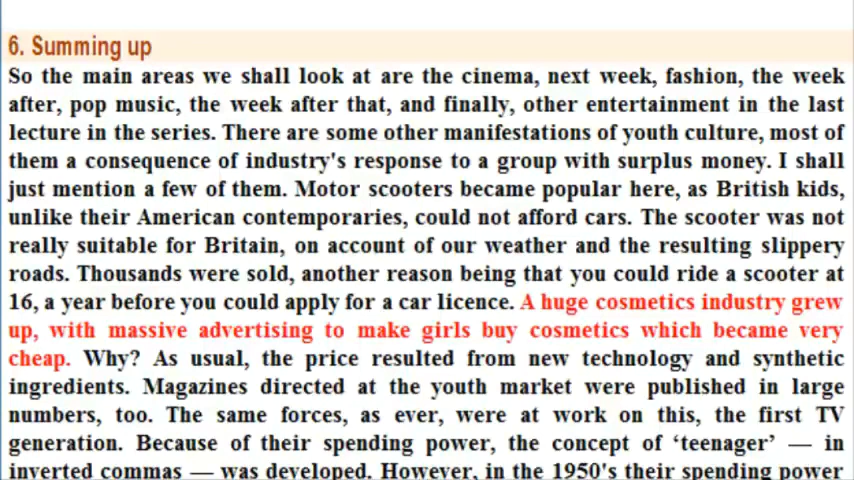 6. Summing up
So the main areas we shall look at are the cinema, next week, fashion, the week
after, pop music, the week after that, and finally, other entertainment in the last
lecture in the series. There are some other manifestations of youth culture, most of
them a consequence of industry's response to a group with surplus money. I shall
just mention a few of them. Motor scooters became popular here, as British kids,
unlike their American contemporaries, could not afford cars. The scooter was not
really suitable for Britain, on account of our weather and the resulting slippery
roads. Thousands were sold, another reason being that you could ride a scooter at
16, a year before you could apply for a car licence. A huge cosmetics industry grew
up, with massive advertising to make girls buy cosmetics which became very
cheap. Why? As usual, the price resulted from new technology and synthetic
ingredients. Magazines directed at the youth market were published in large
numbers, too. The same forces, as ever, were at work on this, the first TV
generation. Because of their spending power, the concept of ‘teenager’ — in
inverted commas — was developed. However, in the 1950's their spending power